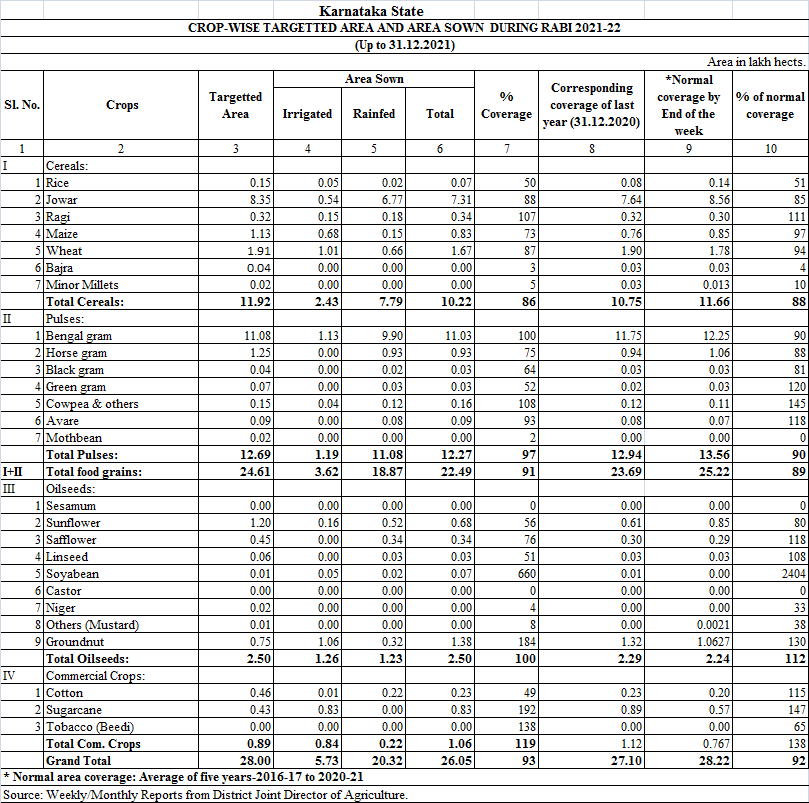 Karnataka State
CROP-WISE TARGETTED AREA AND AREA SOWN DURING RABI 2021-22
(Up to 31.12.2021)
Area in lakh hects.
Sl. No. Crops Targetted Area Area Sown % Coverage Corresponding coverage of last year (31.12.2020) *Normal coverage by End of the week % of normal coverage
Irrigated Rainfed Total
1 2 3 4 5 6 7 8 9 10
I Cereals:
1 Rice 0.15 0.05 0.02 0.07 50 0.08 0.14 51
2 Jowar 8.35 0.54 6.77 7.31 88 7.64 8.56 85
3 Ragi 0.32 0.15 0.18 0.34 107 0.32 0.30 111
4 Maize 1.13 0.68 0.15 0.83 73 0.76 0.85 97
5 Wheat 1.91 1.01 0.66 1.67 87 1.90 1.78 94
6 Bajra 0.04 0.00 0.00 0.00 3 0.03 0.03 4
7 Minor Millets 0.02 0.00 0.00 0.00 5 0.03 0.013 10
Total Cereals: 11.92 2.43 7.79 10.22 86 10.75 11.66 88
II Pulses:
1 Bengal gram 11.08 1.13 9.90 11.03 100 11.75 12.25 90
2 Horse gram 1.25 0.00 0.93 0.93 75 0.94 1.06 88
3 Black gram 0.04 0.00 0.02 0.03 64 0.03 0.03 81
4 Green gram 0.07 0.00 0.03 0.03 52 0.02 0.03 120
5 Cowpea & others 0.15 0.04 0.12 0.16 108 0.12 0.11 145
6 Avare 0.09 0.00 0.08 0.09 93 0.08 0.07 118
7 Mothbean 0.02 0.00 0.00 0.00 2 0.00 0.00 0
Total Pulses: 12.69 1.19 11.08 12.27 97 12.94 13.56 90
I+II Total food grains: 24.61 3.62 18.87 22.49 91 23.69 25.22 89
III Oilseeds:
1 Sesamum 0.00 0.00 0.00 0.00 0 0.00 0.00 0
2 Sunflower 1.20 0.16 0.52 0.68 56 0.61 0.85 80
3 Safflower 0.45 0.00 0.34 0.34 76 0.30 0.29 118
4 Linseed 0.06 0.00 0.03 0.03 51 0.03 0.03 108
5 Soyabean 0.01 0.05 0.02 0.07 660 0.01 0.00 2404
6 Castor 0.00 0.00 0.00 0.00 0 0.00 0.00 0
7 Niger 0.02 0.00 0.00 0.00 4 0.00 0.00 33
8 Others (Mustard) 0.01 0.00 0.00 0.00 8 0.00 0.0021 38
9 Groundnut 0.75 1.06 0.32 1.38 184 1.32 1.0627 130
Total Oilseeds: 2.50 1.26 1.23 2.50 100 2.29 2.24 112
IV Commercial Crops:
1 Cotton 0.46 0.01 0.22 0.23 49 0.23 0.20 115
2 Sugarcane 0.43 0.83 0.00 0.83 192 0.89 0.57 147
3 Tobacco (Beedi) 0.00 0.00 0.00 0.00 138 0.00 0.00 65
Total Com. Crops 0.89 0.84 0.22 1.06 119 1.12 0.767 138
Grand Total 28.00 5.73 20.32 26.05 93 27.10 28.22 92
* Normal area coverage: Average of five years-2016-17 to 2020-21
Source: Weekly/Monthly Reports from District Joint Director of Agriculture.